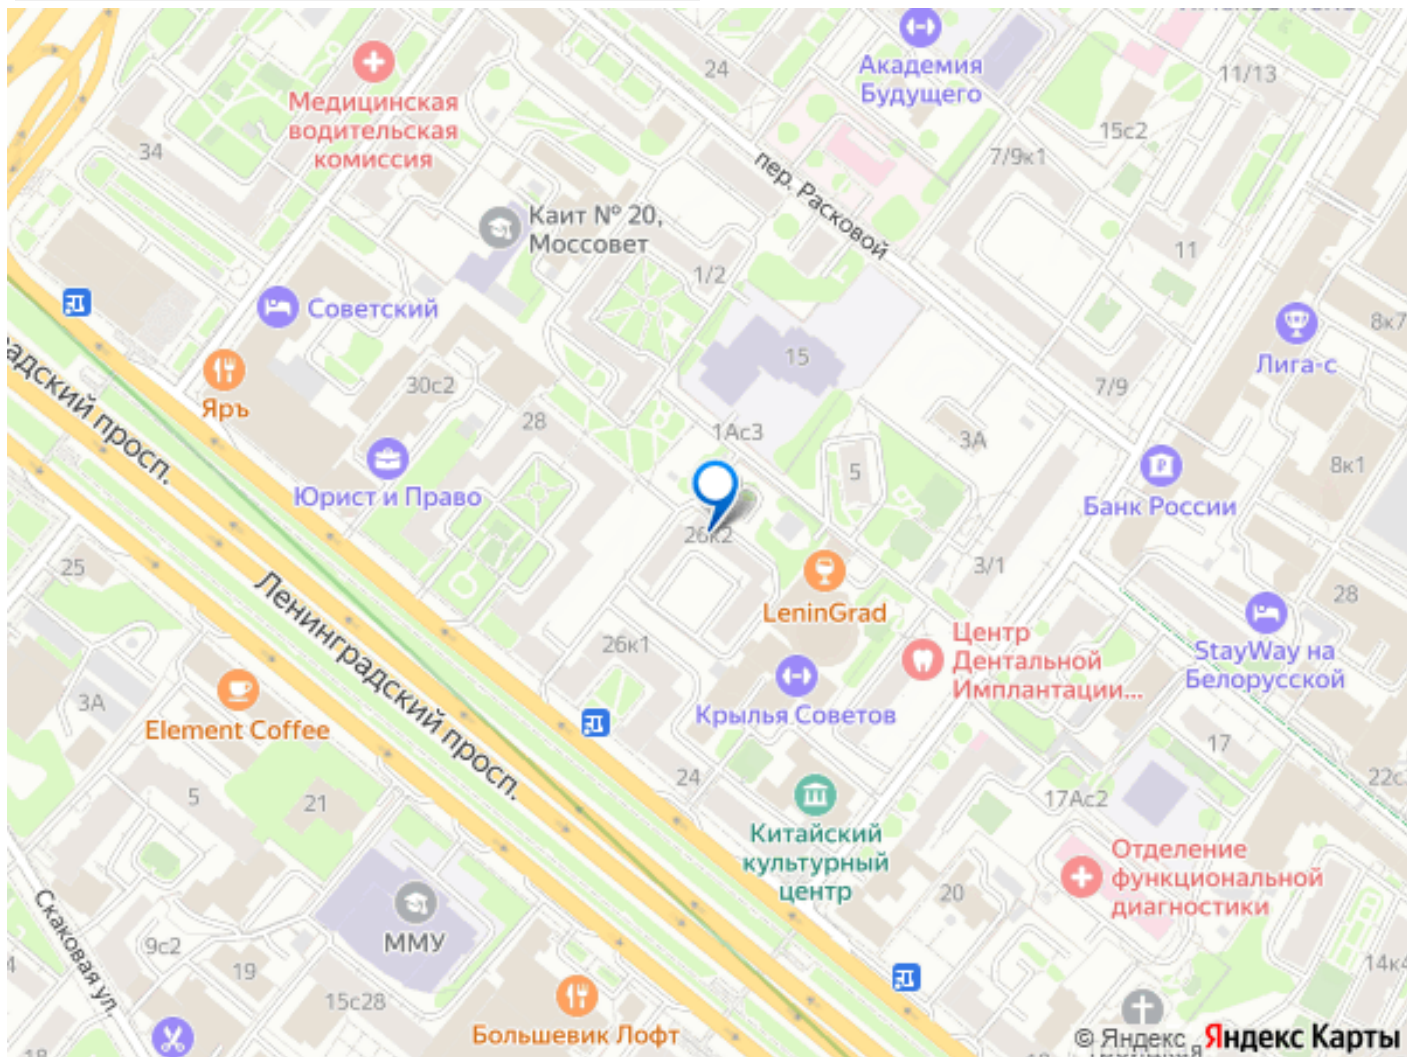 24
Академия
Будущего
11/13
Медицинская
водительская
комиссия
15с2
34
7/9к1
пер. Расковой
Каит № 20,
Моссовет
11
1/2
Советский
8к7
Лига-с
15
Яръ
30с2
7/9
28
1Ас3
3А
8к1
5
Юрист и Право
Банк России
26к2
25
3/1
LeninGrad
28
Ленинградский просп.
26к1
Центр
Дентальной
Имплантации...
StayWay на
Белорусской
3А
Element Coffee
Крылья Советов
17
24
22с
5
21
17Ас2
Китайский
культурный
центр
Отделение
функциональной
диагностики
20
Скаковая ул.
ММУ
9с2
19
14к4
15с28
Большевик Лофт
© Яндекс Яндекс Карты